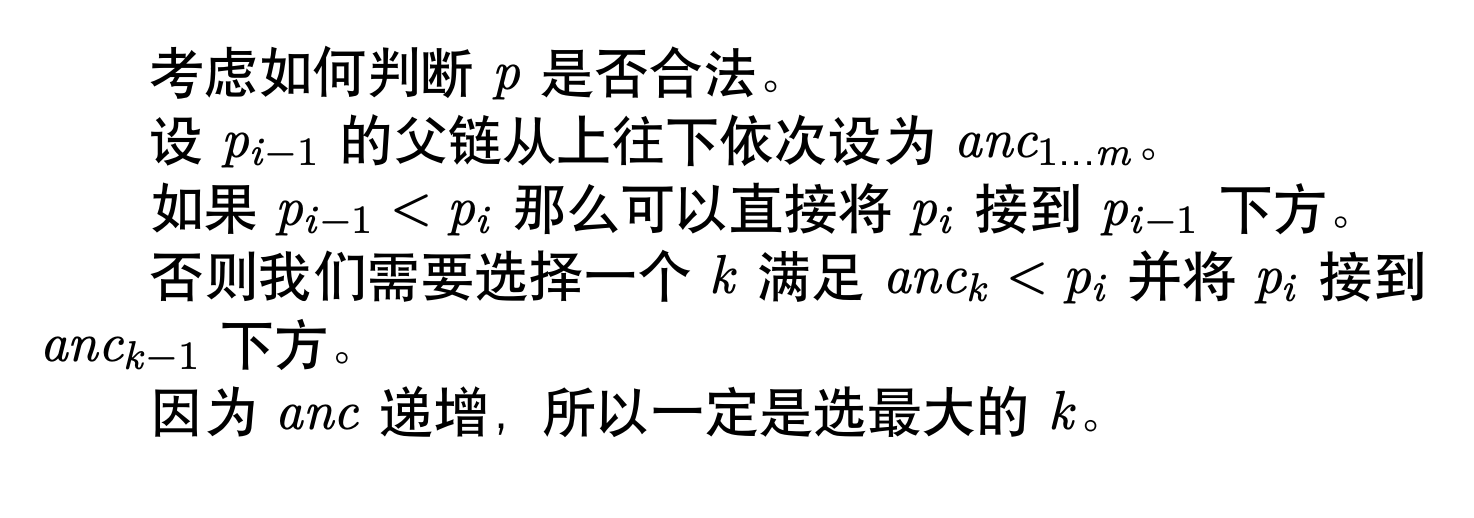 考虑如何判断 p 是否合法。
设 p_{i−1} 的父链从上往下依次设为 anc_{1...m}。
如果 p_{i−1} < p_i 那么可以直接将 p_i 接到 p_{i−1} 下方。
否则我们需要选择一个 k 满足 anc_k < p_i 并将 p_i 接到
anc_{k−1} 下方。
因为 anc 递增，所以一定是选最大的 k。